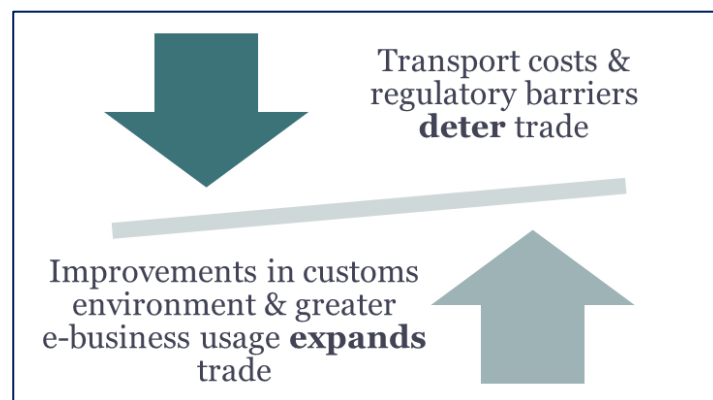 Transport costs &
regulatory barriers
deter trade
Improvements in customs
environment & greater
e-business usage expands
trade